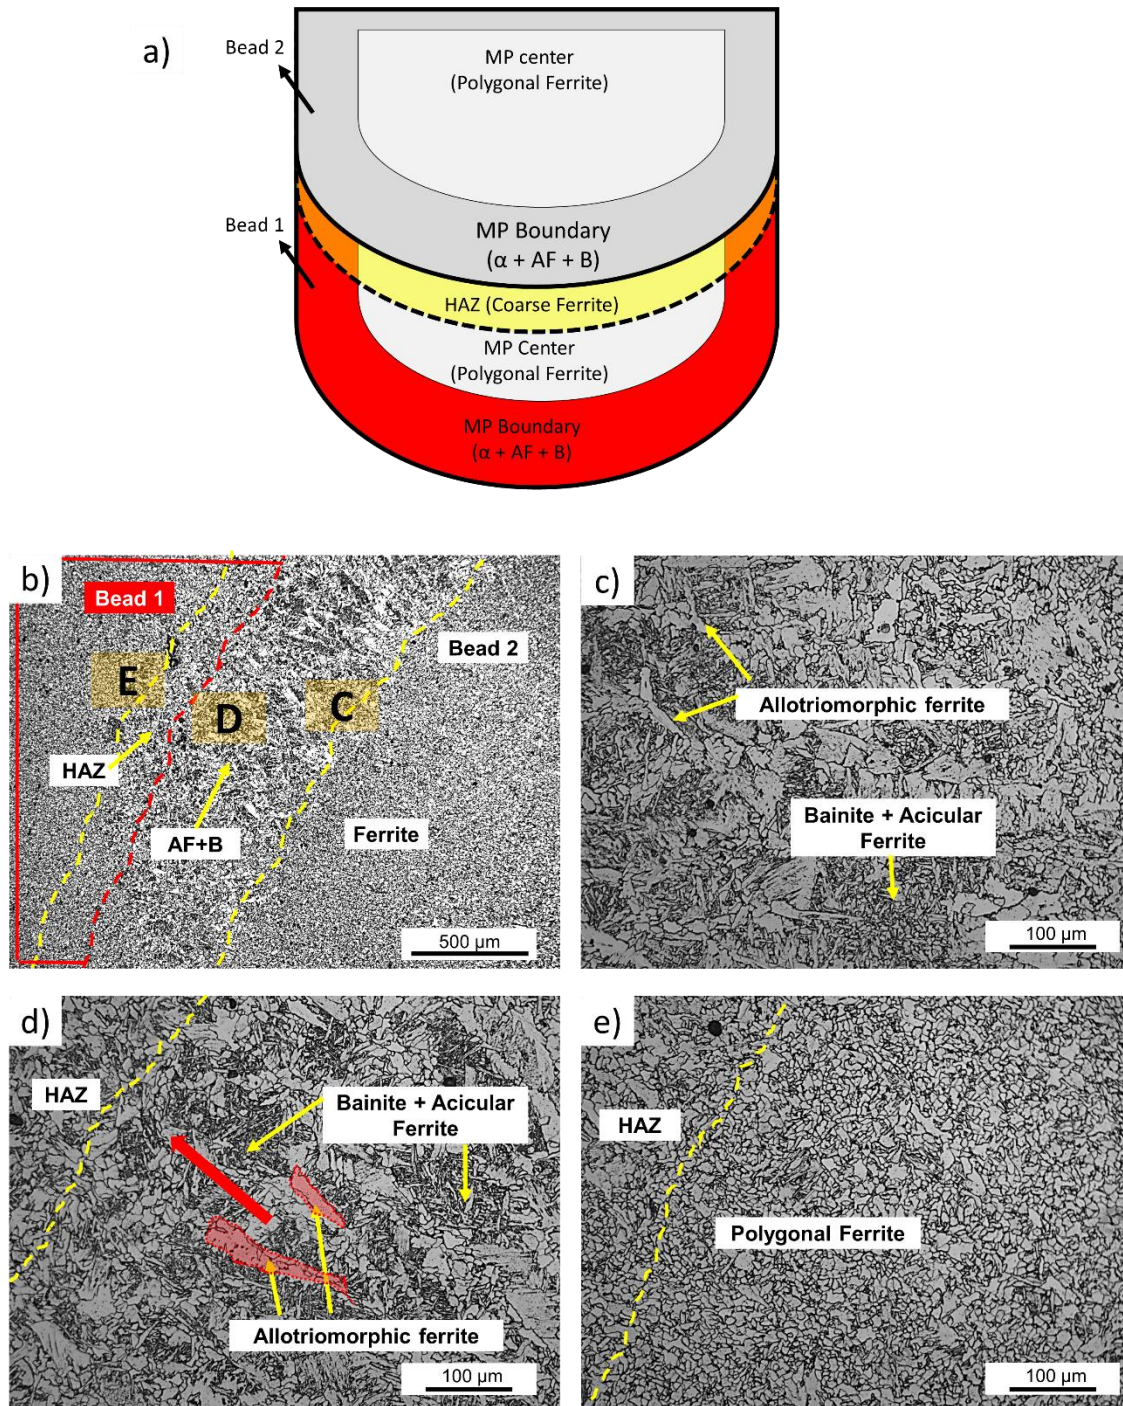 a)
Bead 2
MP center
(Polygonal Ferrite)
Bead 1
MP Boundary
(α + AF + B)
HAZ (Coarse Ferrite)
MP Center
(Polygonal Ferrite)
MP Boundary
(α + AF + B)
b)
Bead 1
Bead 2
E
D
C
HAZ
AF+B
Ferrite
500 µm
c)
Allotriomorphic ferrite
Bainite + Acicular
Ferrite
100 µm
d)
HAZ
Bainite + Acicular
Ferrite
Allotriomorphic ferrite
100 µm
e)
HAZ
Polygonal Ferrite
100 µm